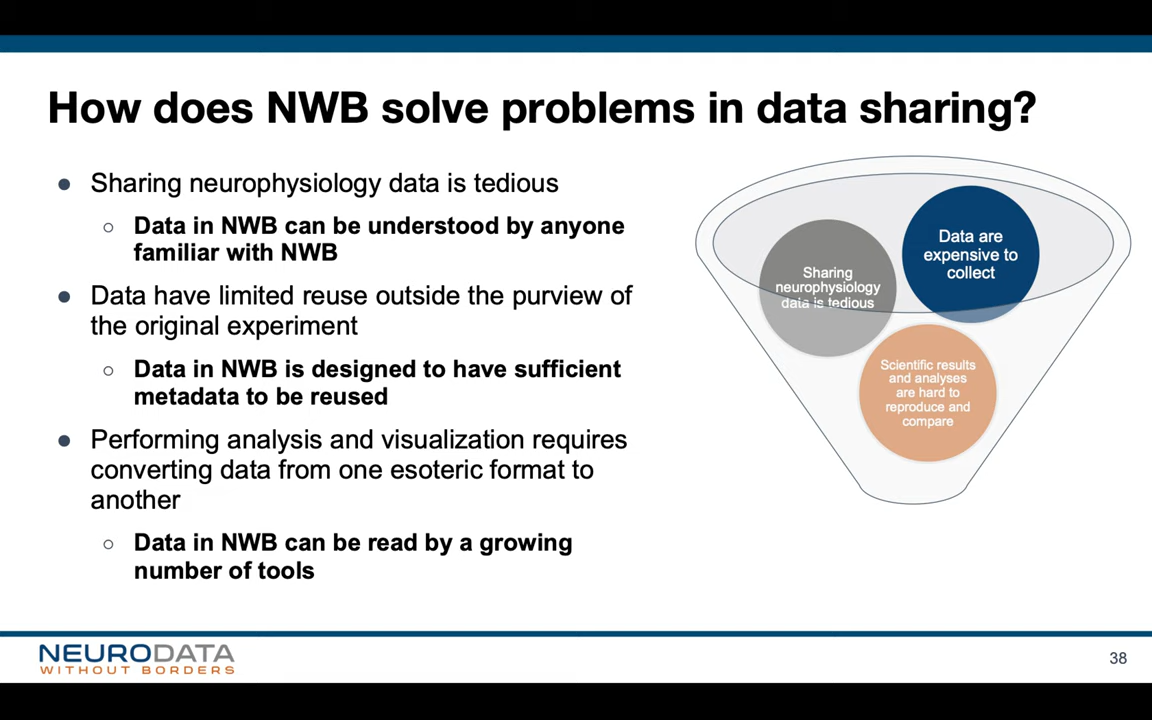 How does NWB solve problems in data sharing?
● Sharing neurophysiology data is tedious
○ Data in NWB can be understood by anyone
familiar with NWB
● Data have limited reuse outside the purview of
the original experiment
○ Data in NWB is designed to have sufficient
metadata to be reused
● Performing analysis and visualization requires
converting data from one esoteric format to
another
○ Data in NWB can be read by a growing
number of tools
Data are
expensive to
collect
Sharing
neurophysiology
data is tedious
Scientific results
and analyses
are hard to
reproduce and
compare
NEURODATA
WITHOUT BORDERS
38